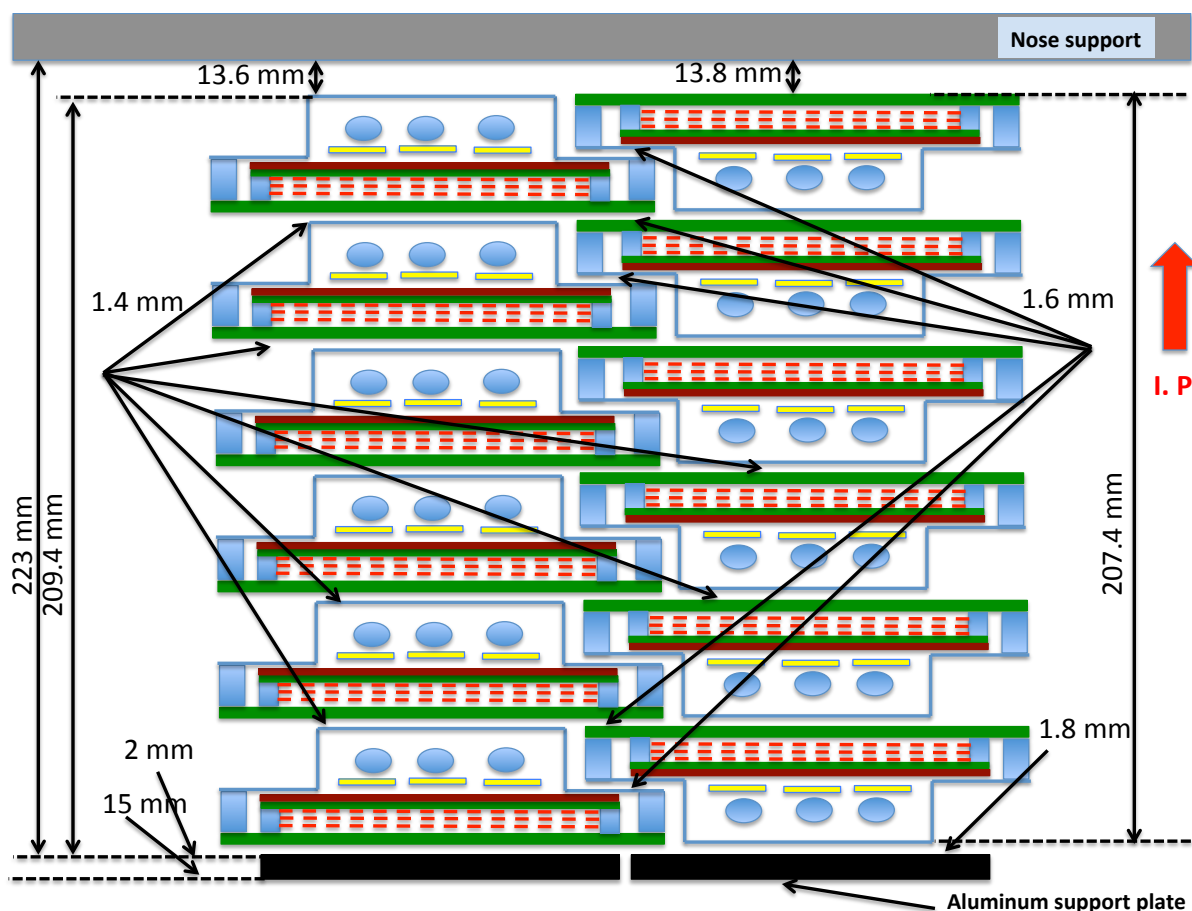 Nose support
13.6 mm
13.8 mm
1.4 mm
1.6 mm
I. P
223 mm
209.4 mm
207.4 mm
2 mm
1.8 mm
15 mm
Aluminum support plate